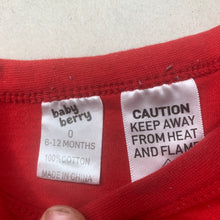 baby
berry
0
6-12 MONTHS
100% COTTON
MADE IN CHINA
CAUTION
KEEP AWAY
FROM HEAT
AND FLAME